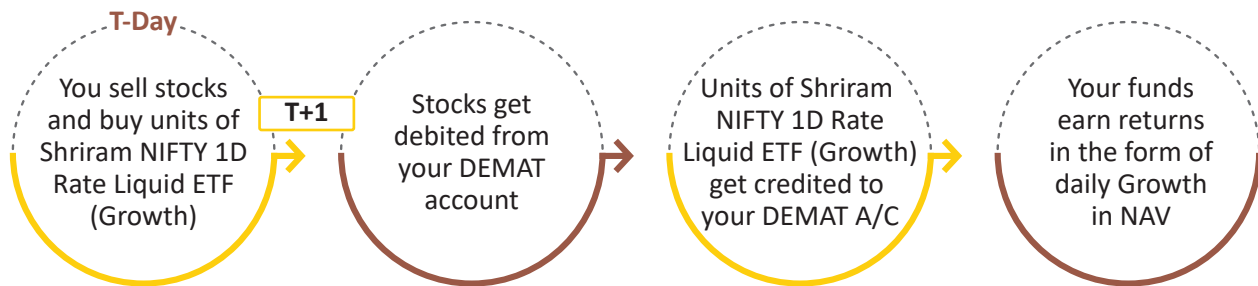 T-Day
You sell stocks
and buy units of
Shriram NIFTY 1D
Rate Liquid ETF
(Growth)
T+1
Stocks get
debited from
your DEMAT
account
Units of Shriram
NIFTY 1D Rate
Liquid ETF (Growth)
get credited to
your DEMAT A/C
Your funds
earn returns
in the form of
daily Growth
in NAV